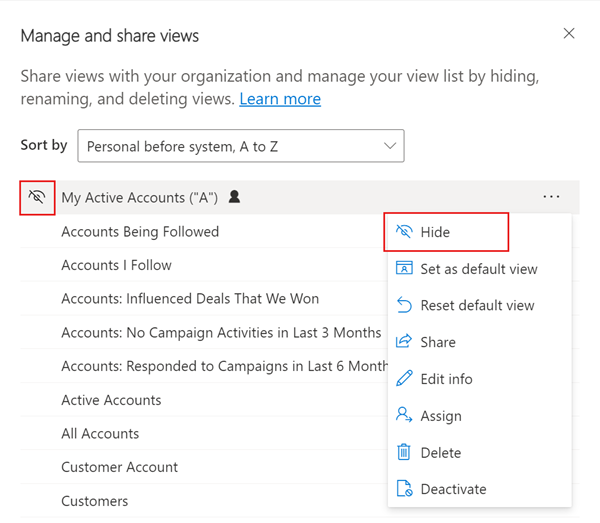 Manage and share views
Share views with your organization and manage your view list by hiding,
renaming, and deleting views. Learn more
Sort by Personal before system, A to Z
My Active Accounts ("A")
Accounts Being Followed
Accounts I Follow
Accounts: Influenced Deals That We Won
Accounts: No Campaign Activities in Last 3 Months
Accounts: Responded to Campaigns in Last 6 Month
Active Accounts
All Accounts
Customer Account
Customers
Hide
Set as default view
Reset default view
Share
Edit info
Assign
Delete
Deactivate